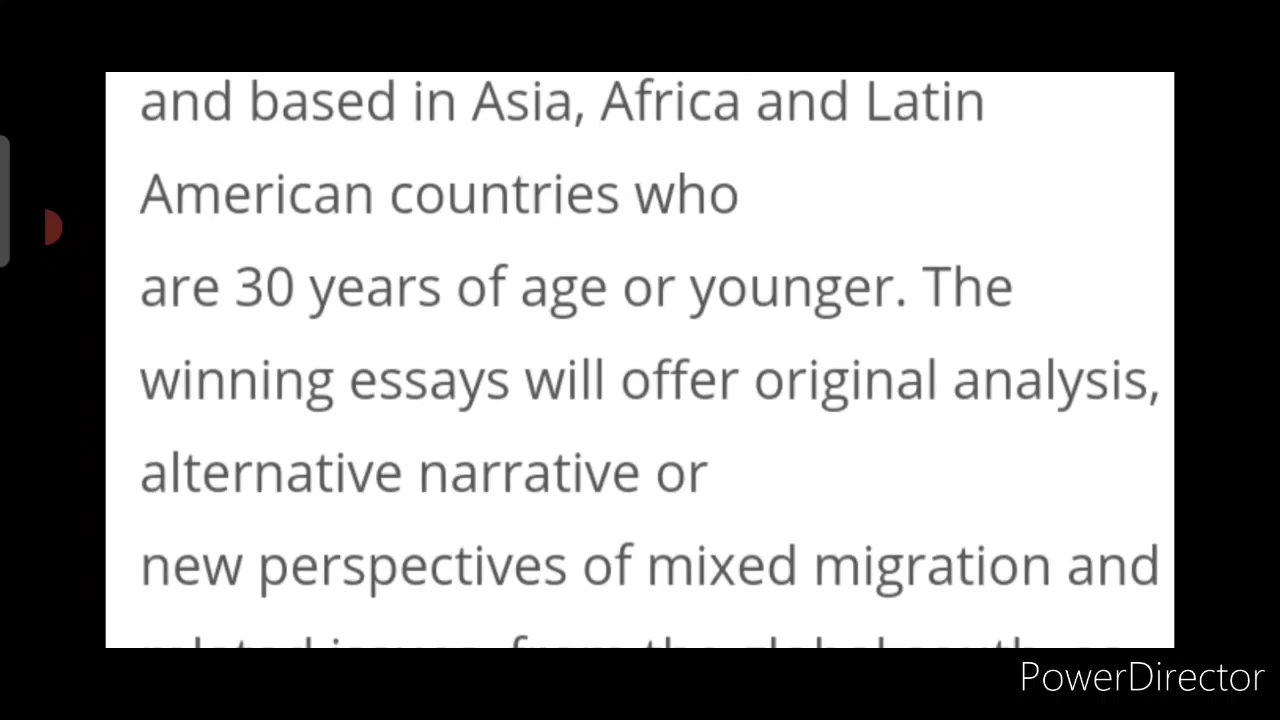 and based in Asia, Africa and Latin
American countries who
are 30 years of age or younger. The
winning essays will offer original analysis,
alternative narrative or
new perspectives of mixed migration and
PowerDirector